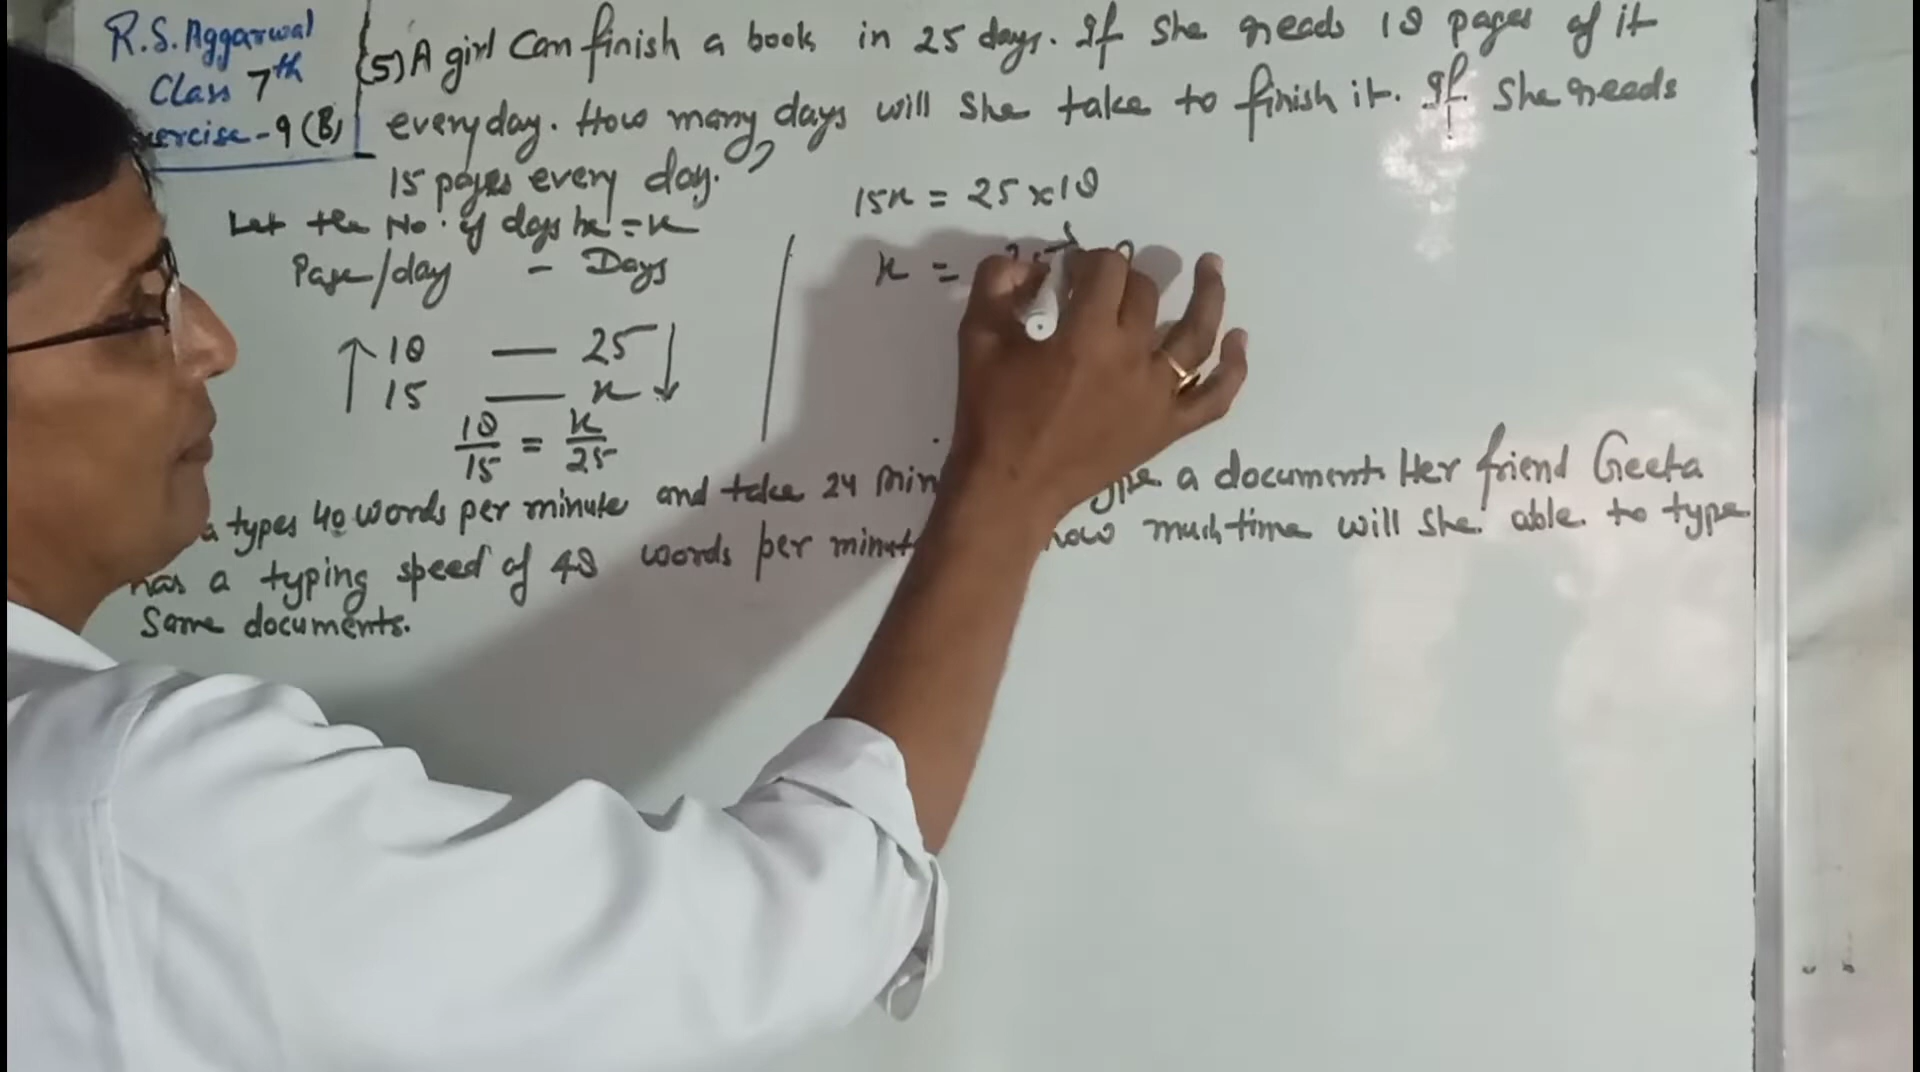 R.S. Aggarwal
Class 7th
ercise - 9 (B)
(5) A girl Can finish a book in 25 days. If She reads 18 pages of it
everyday. How many days will She take to finish it. If She reads
15 pages every day.?
Let the No. of days be = x
Page/day - Days
18 — 25
15 — x
18/15 = x/25
15x = 25 x 18
x =
types 40 words per minute and take 24 min a document. Her friend Geeta
has a typing speed of 48 words per minut how much time will She able to type
Same documents.